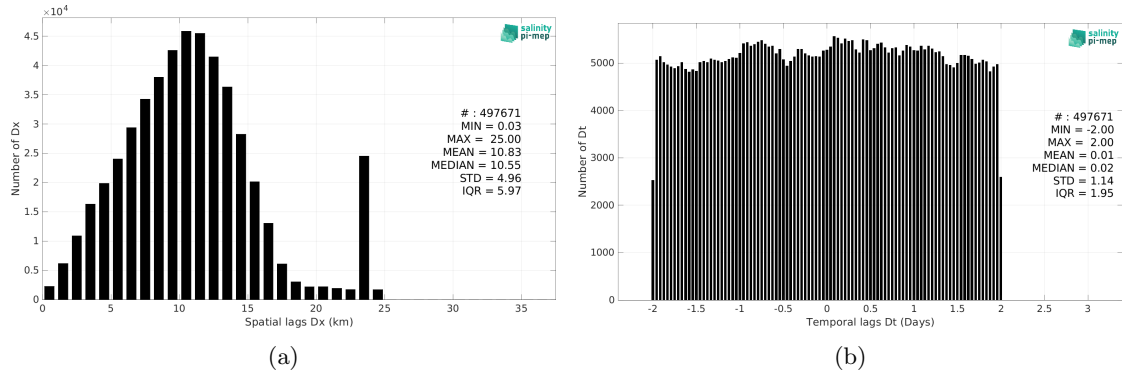 ×10⁴
4.5
4
3.5
3
2.5
2
1.5
1
0.5
0
Number of Dx
0 5 10 15 20 25 30 35
Spatial lags Dx (km)
salinity
pi-mep
# : 497671
MIN = 0.03
MAX = 25.00
MEAN = 10.83
MEDIAN = 10.55
STD = 4.96
IQR = 5.97
(a)
5000
4000
3000
2000
1000
0
Number of Dt
-2 -1.5 -1 -0.5 0 0.5 1 1.5 2 2.5 3
Temporal lags Dt (Days)
salinity
pi-mep
# : 497671
MIN = -2.00
MAX = 2.00
MEAN = 0.01
MEDIAN = 0.02
STD = 1.14
IQR = 1.95
(b)